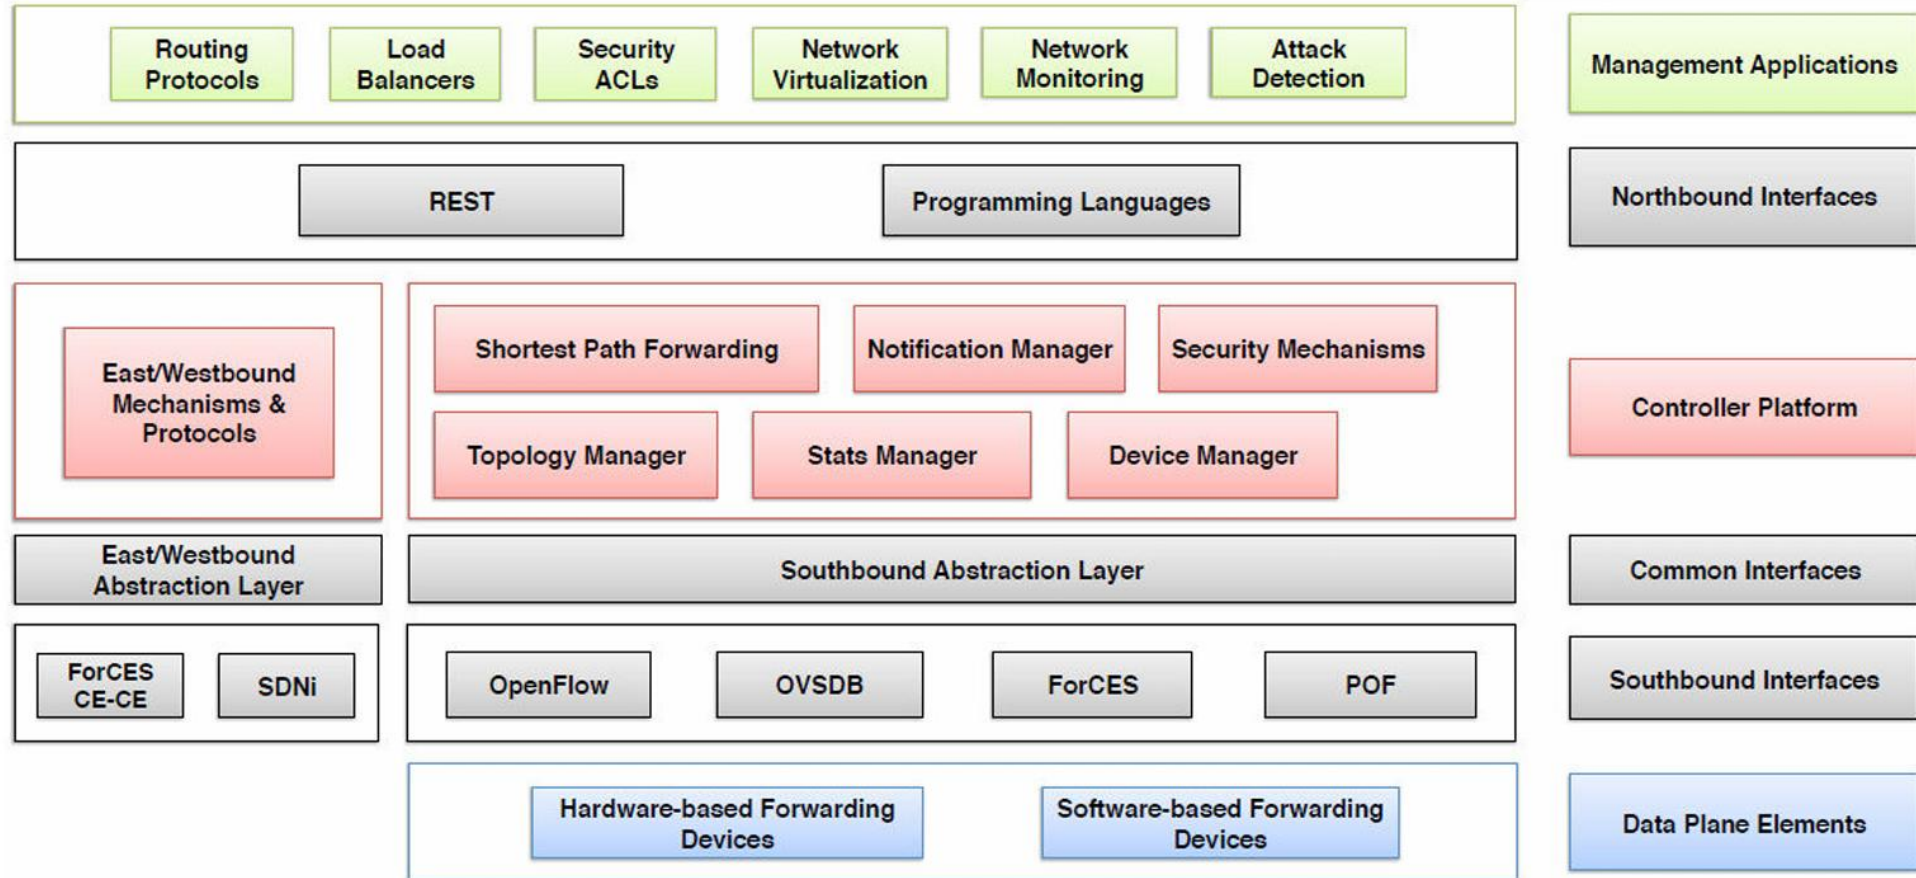 Routing
Protocols
Load
Balancers
Security
ACLs
Network
Virtualization
Network
Monitoring
Attack
Detection
Management Applications
REST
Programming Languages
Northbound Interfaces
East/Westbound
Mechanisms &
Protocols
Shortest Path Forwarding
Notification Manager
Security Mechanisms
Topology Manager
Stats Manager
Device Manager
Controller Platform
East/Westbound
Abstraction Layer
Southbound Abstraction Layer
Common Interfaces
ForCES
CE-CE
SDNi
OpenFlow
OVSDB
ForCES
POF
Southbound Interfaces
Hardware-based Forwarding
Devices
Software-based Forwarding
Devices
Data Plane Elements